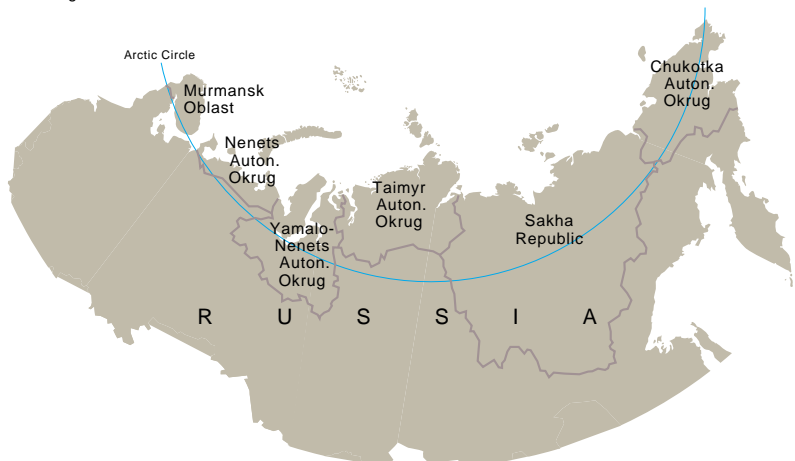 Arctic Circle
Murmansk
Oblast
Nenets
Auton.
Okrug
Yamalo-
Nenets
Auton.
Okrug
Taimyr
Auton.
Okrug
Sakha
Republic
Chukotka
Auton.
Okrug
R U S S I A